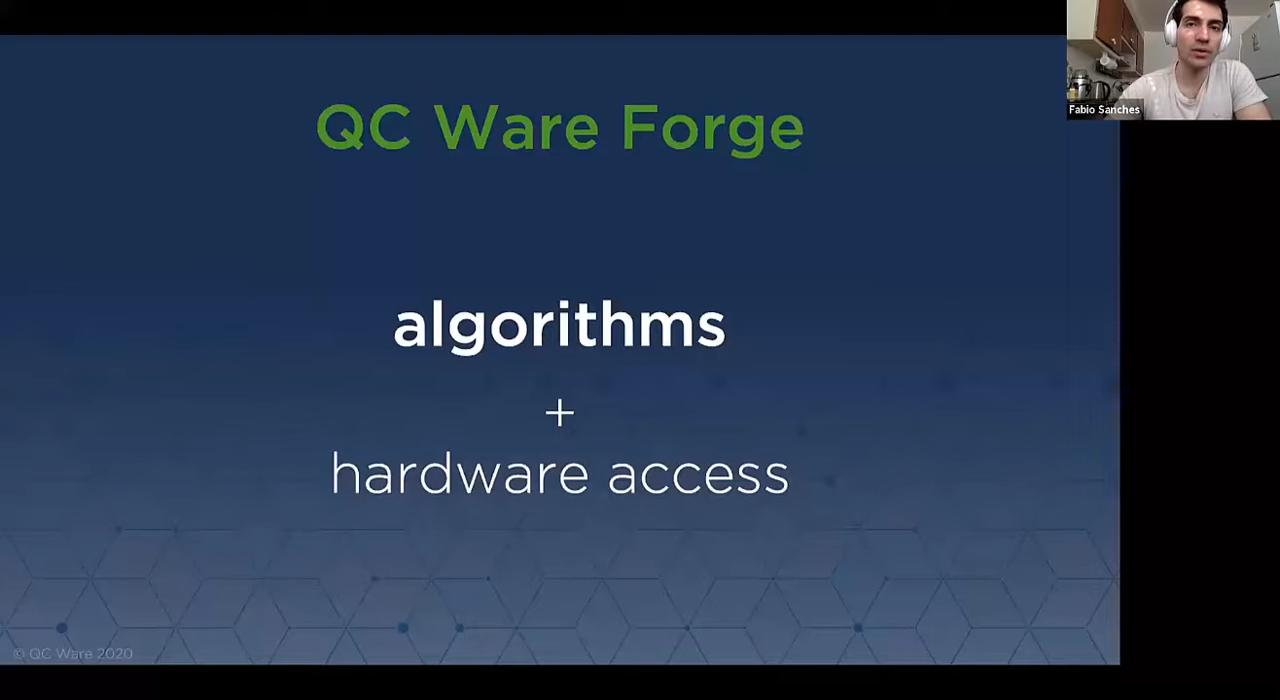 QC Ware Forge
Fabio Sanches
algorithms
+
hardware access
© QC Ware 2020